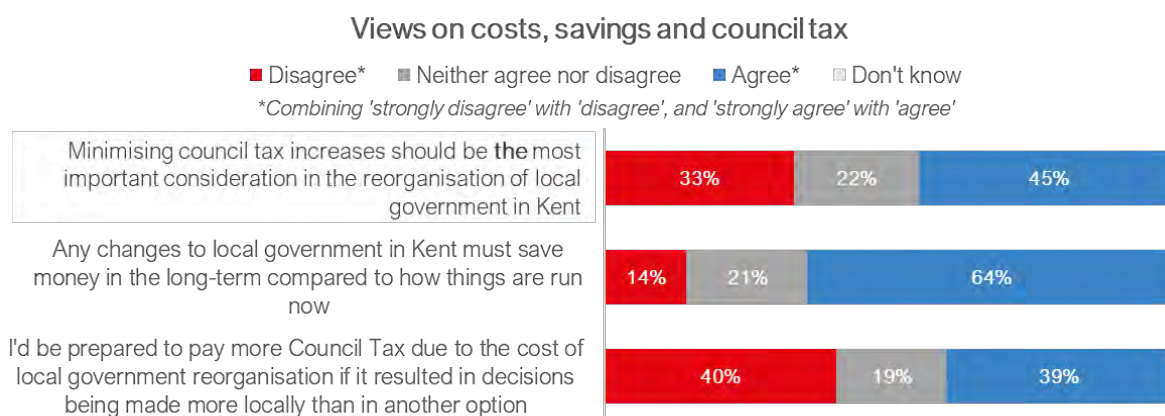 Views on costs, savings and council tax
Disagree* Neither agree nor disagree Agree* Don't know
*Combining 'strongly disagree' with 'disagree', and 'strongly agree' with 'agree'
Minimising council tax increases should be the most
important consideration in the reorganisation of local
government in Kent
33% 22% 45%
Any changes to local government in Kent must save
money in the long-term compared to how things are run
now
14% 21% 64%
I'd be prepared to pay more Council Tax due to the cost of
local government reorganisation if it resulted in decisions
being made more locally than in another option
40% 19% 39%